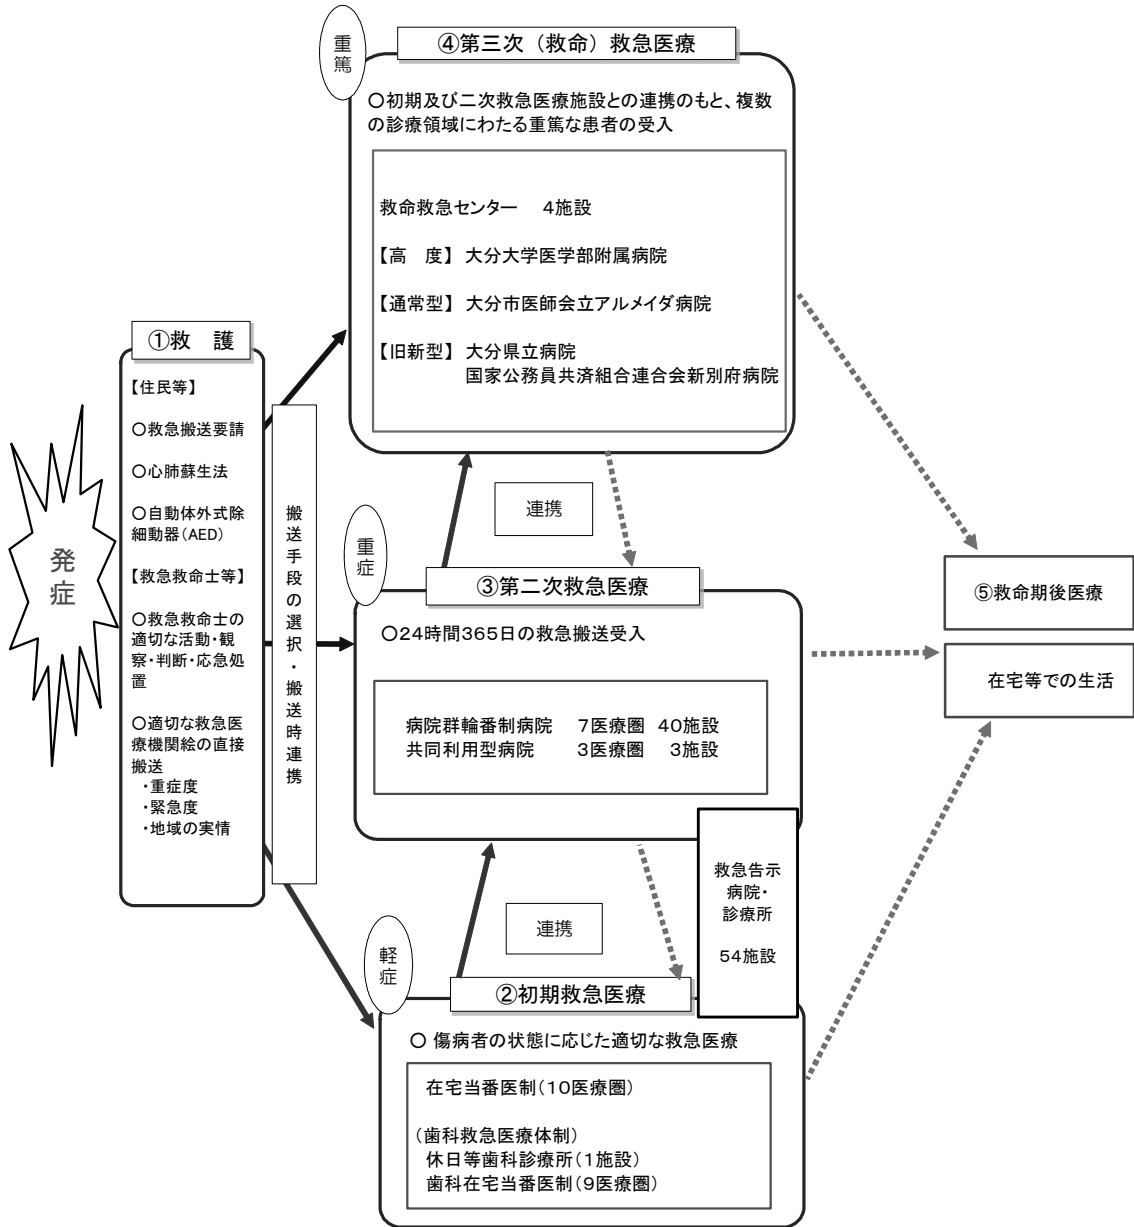 重篤
④第三次（救命）救急医療
○初期及び二次救急医療施設との連携のもと、複数
の診療領域にわたる重篤な患者の受入
救命救急センター　４施設
【高　度】 大分大学医学部附属病院
【通常型】 大分市医師会立アルメイダ病院
【旧新型】 大分県立病院
国家公務員共済組合連合会新別府病院
①救　護
【住民等】
○救急搬送要請
○心肺蘇生法
○自動体外式除
細動器（AED）
【救急救命士等】
○救急救命士の
適切な活動・観
察・判断・応急処
置
○適切な救急医
療機関絵の直接
搬送
・重症度
・緊急度
・地域の実情
発症
搬送手段の選択・搬送時連携
連携
重症
③第二次救急医療
○24時間365日の救急搬送受入
病院群輪番制病院　７医療圏　40施設
共同利用型病院　３医療圏　３施設
⑤救命期後医療
在宅等での生活
救急告示
病院・
診療所
54施設
連携
軽症
②初期救急医療
○ 傷病者の状態に応じた適切な救急医療
在宅当番医制（10医療圏）
（歯科救急医療体制）
休日等歯科診療所（１施設）
歯科在宅当番医制（９医療圏）